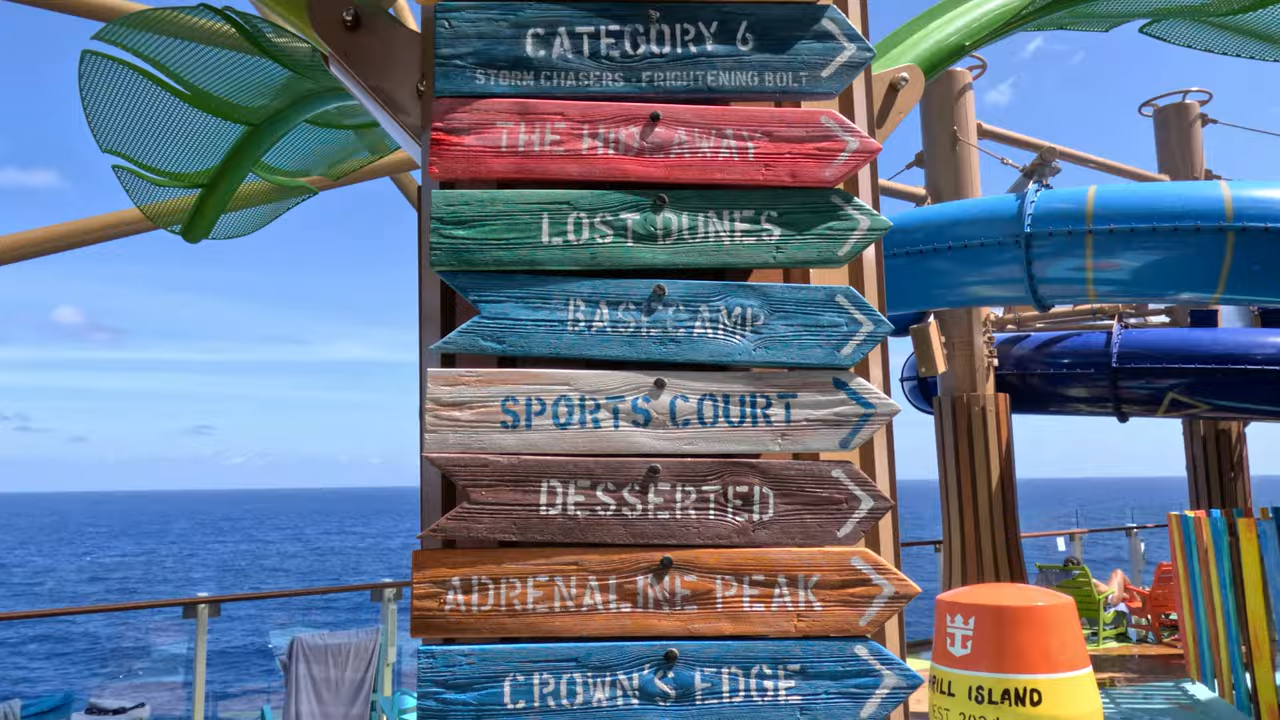 CATEGORY 6
STORM CHASERS - FRIGHTENING BOLT
THE HIDEAWAY
LOST DUNES
BASECAMP
SPORTS COURT
DESSERTED
ADRENALINE PEAK
CROWN'S EDGE
ISLAND